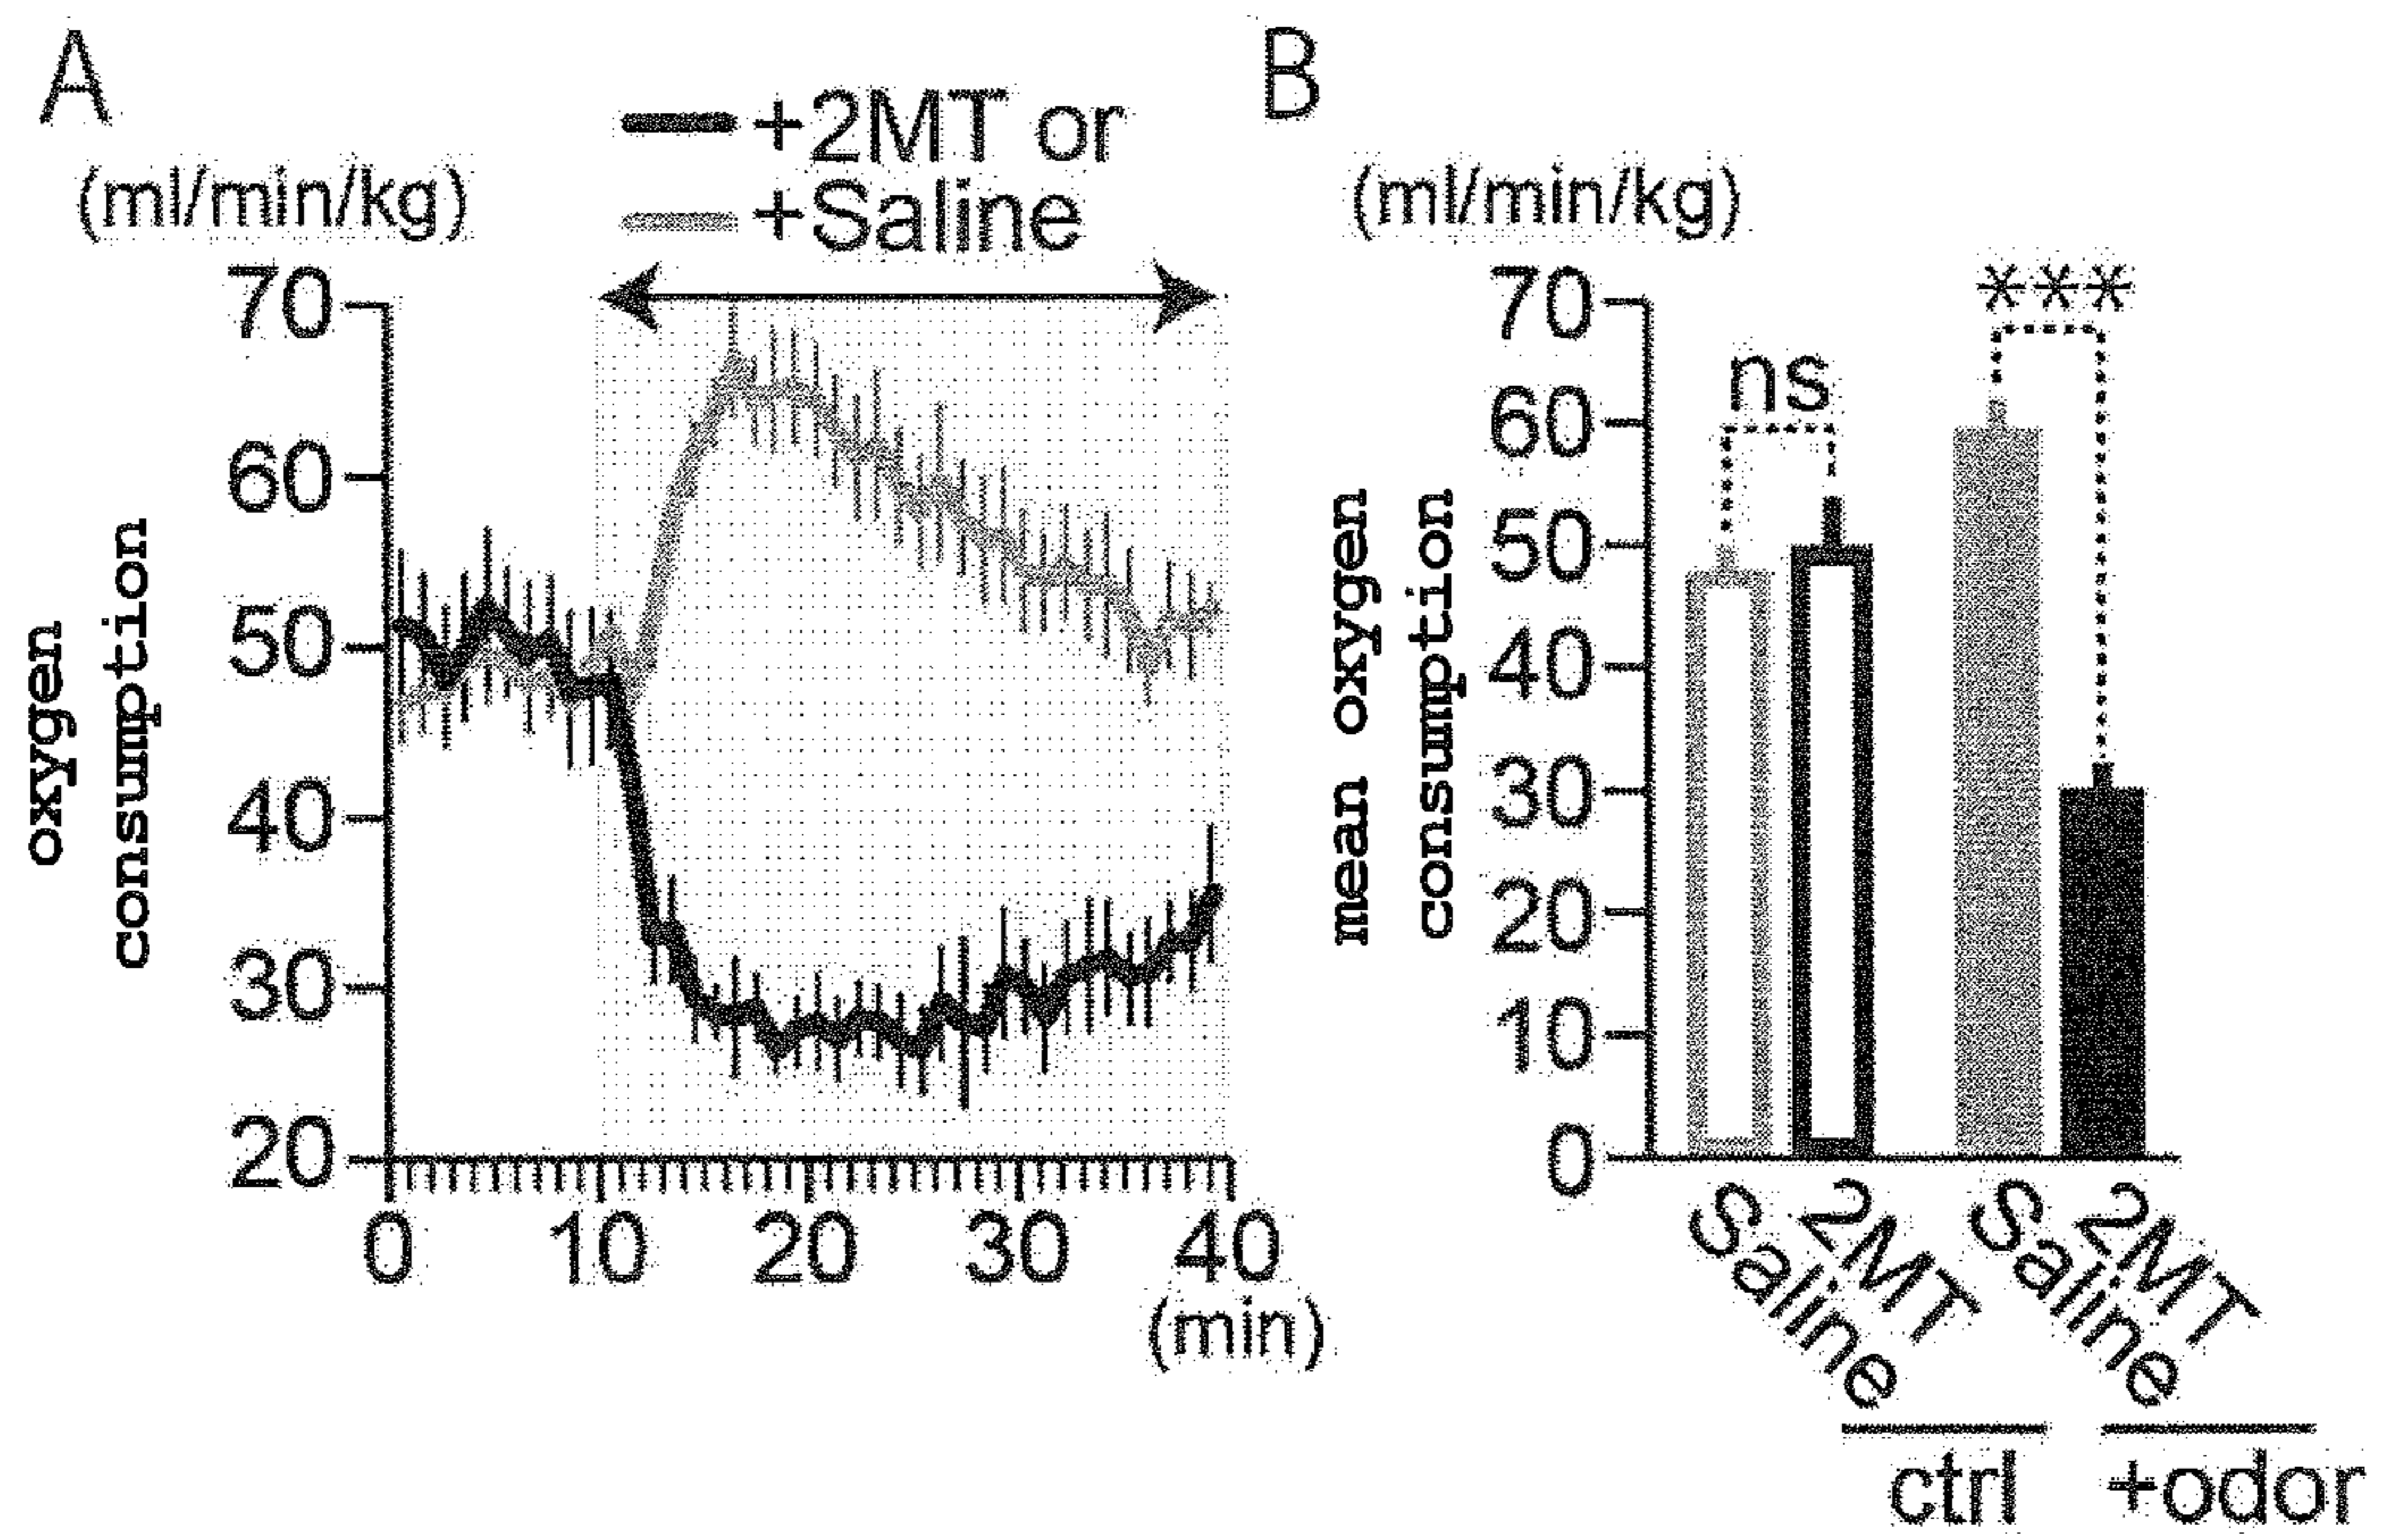 A
(ml/min/kg)
+2MT or
+Saline
70
60
50
40
30
20
oxygen
consumption
0 10 20 30 40
(min)
B
(ml/min/kg)
70
60
50
40
30
20
10
0
mean oxygen
consumption
ns
***
Saline
2MT
Saline
2MT
ctrl
+odor